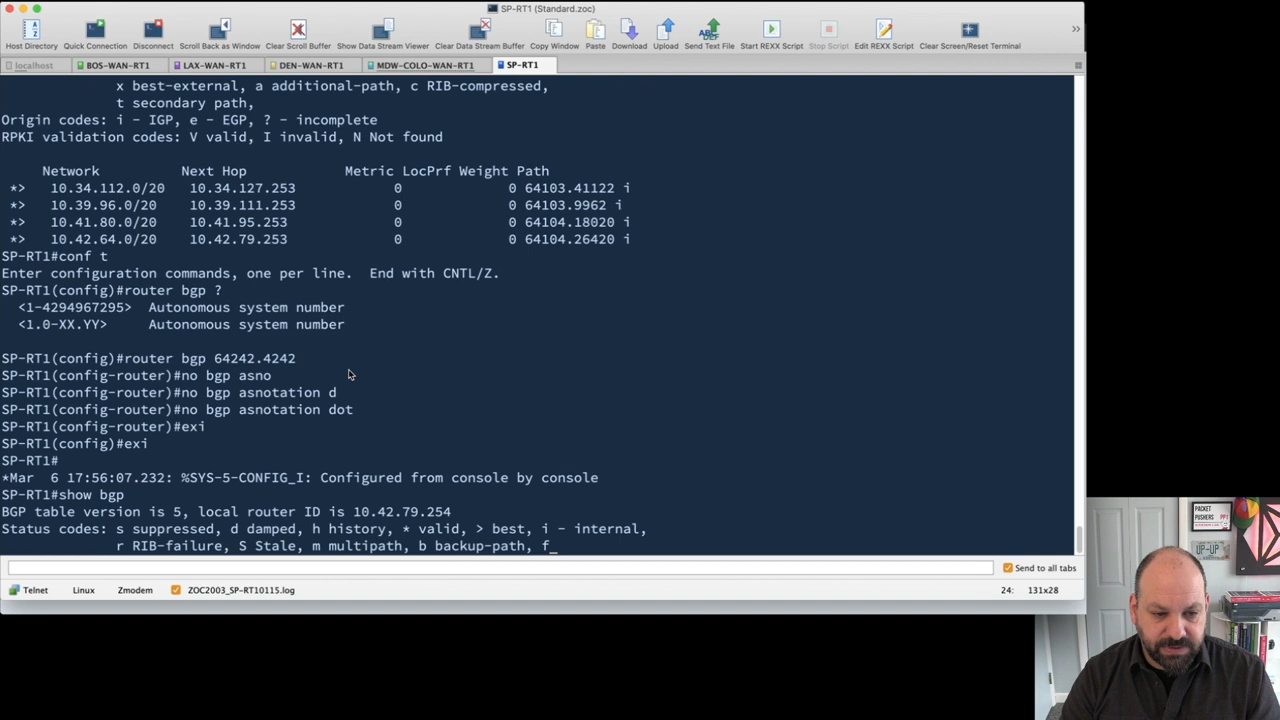 SP-RT1 (Standard.zoc)
Host Directory Quick Connection Disconnect Scroll Back as Window Clear Scroll Buffer Show Data Stream Viewer Clear Data Stream Buffer Copy Window Paste Download Upload Send Text File Start REXX Script Stop Script Edit REXX Script Clear Screen/Reset Terminal »
localhost BOS-WAN-RT1 LAX-WAN-RT1 DEN-WAN-RT1 MDW-COLO-WAN-RT1 SP-RT1
x best-external, a additional-path, c RIB-compressed,
t secondary path,
Origin codes: i - IGP, e - EGP, ? - incomplete
RPKI validation codes: V valid, I invalid, N Not found
Network Next Hop Metric LocPrf Weight Path
*> 10.34.112.0/20 10.34.127.253 0 0 64103.41122 i
*> 10.39.96.0/20 10.39.111.253 0 0 64103.9962 i
*> 10.41.80.0/20 10.41.95.253 0 0 64104.18020 i
*> 10.42.64.0/20 10.42.79.253 0 0 64104.26420 i
SP-RT1#conf t
Enter configuration commands, one per line. End with CNTL/Z.
SP-RT1(config)#router bgp ?
<1-4294967295> Autonomous system number
<1.0-XX.YY> Autonomous system number
SP-RT1(config)#router bgp 64242.4242
SP-RT1(config-router)#no bgp asno
SP-RT1(config-router)#no bgp asnotation d
SP-RT1(config-router)#no bgp asnotation dot
SP-RT1(config-router)#exi
SP-RT1(config)#exi
SP-RT1#
*Mar 6 17:56:07.232: %SYS-5-CONFIG_I: Configured from console by console
SP-RT1#show bgp
BGP table version is 5, local router ID is 10.42.79.254
Status codes: s suppressed, d damped, h history, * valid, > best, i - internal,
r RIB-failure, S Stale, m multipath, b backup-path, f_
Send to all tabs
Telnet Linux Zmodem ZOC2003_SP-RT10115.log 24: 131x28
PACKET
PUSHERS
UP-UP